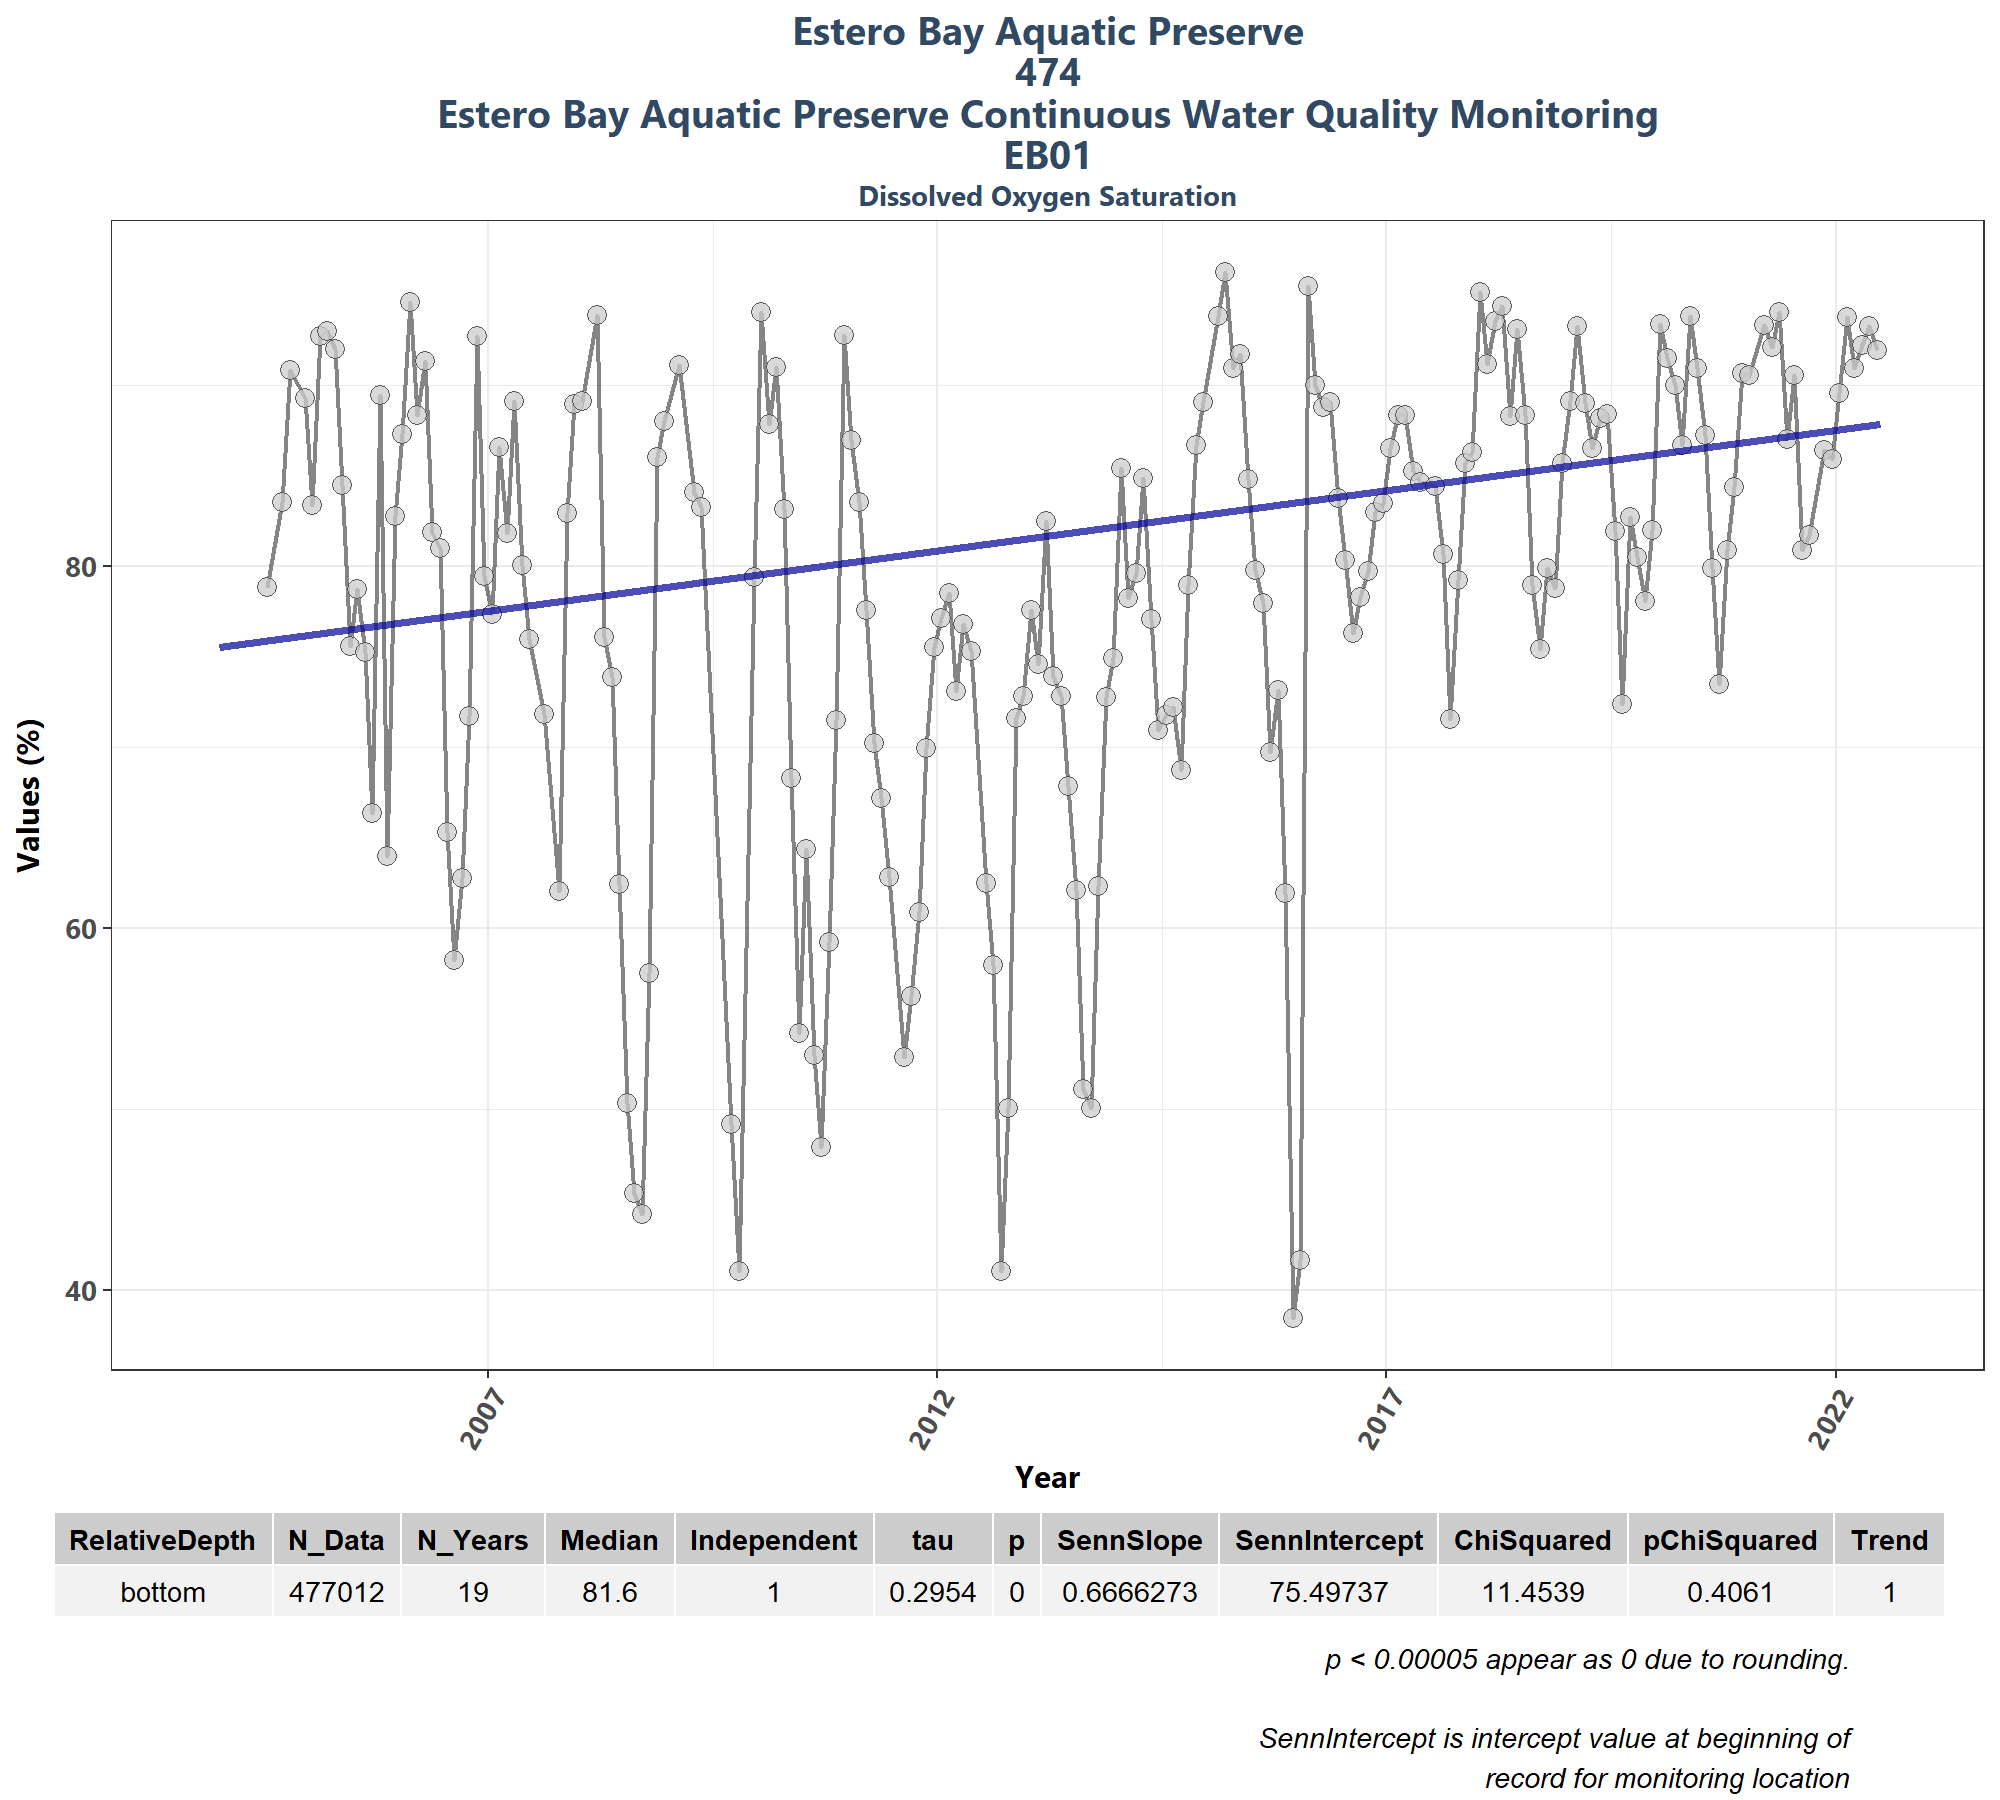 Estero Bay Aquatic Preserve
474
Estero Bay Aquatic Preserve Continuous Water Quality Monitoring
EB01
Dissolved Oxygen Saturation
Values (%)
80
60
40
2007 2012 2017 2022
Year
RelativeDepth N_Data N_Years Median Independent tau p SennSlope SennIntercept ChiSquared pChiSquared Trend
bottom 477012 19 81.6 1 0.2954 0 0.6666273 75.49737 11.4539 0.4061 1
p < 0.00005 appear as 0 due to rounding.
SennIntercept is intercept value at beginning of
record for monitoring location